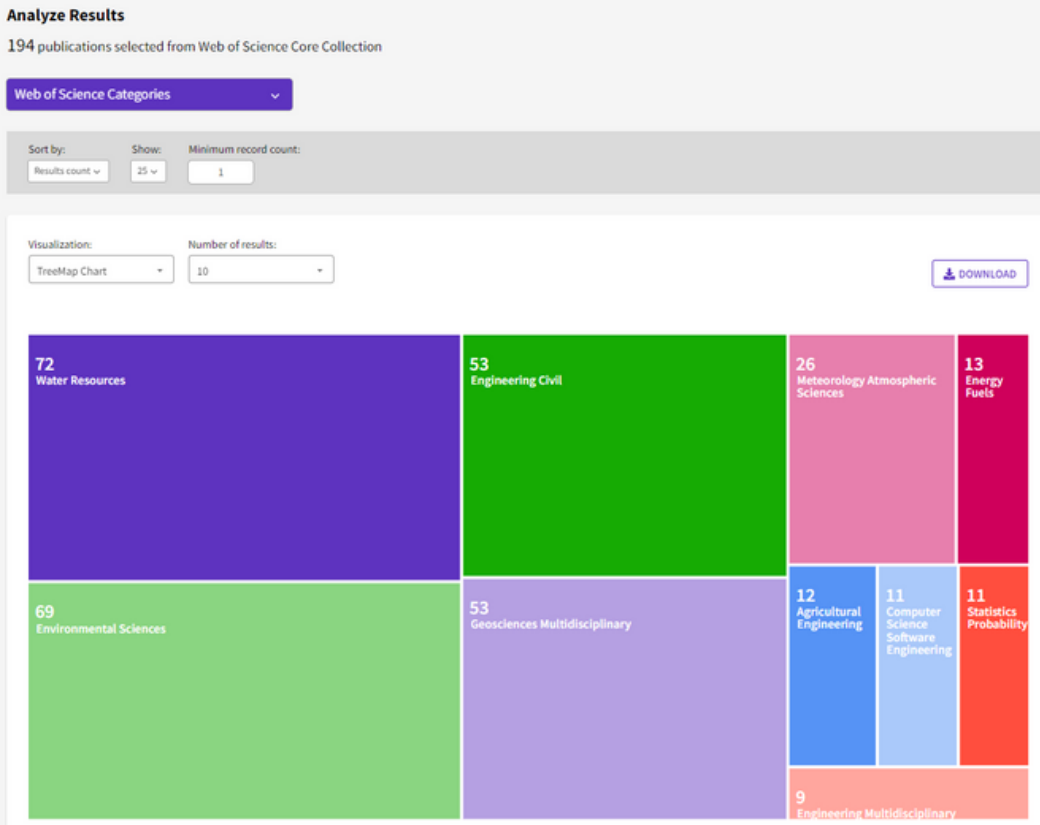 Analyze Results
194 publications selected from Web of Science Core Collection
Web of Science Categories
Sort by:
Show:
Minimum record count:
Results count
25
1
Visualization:
Number of results:
TreeMap Chart
10
DOWNLOAD
72
Water Resources
53
Engineering Civil
26
Meteorology Atmospheric
Sciences
13
Energy
Fuels
69
Environmental Sciences
53
Geosciences Multidisciplinary
12
Agricultural
Engineering
11
Computer
Science
Software
Engineering
11
Statistics
Probability
9
Engineering Multidisciplinary